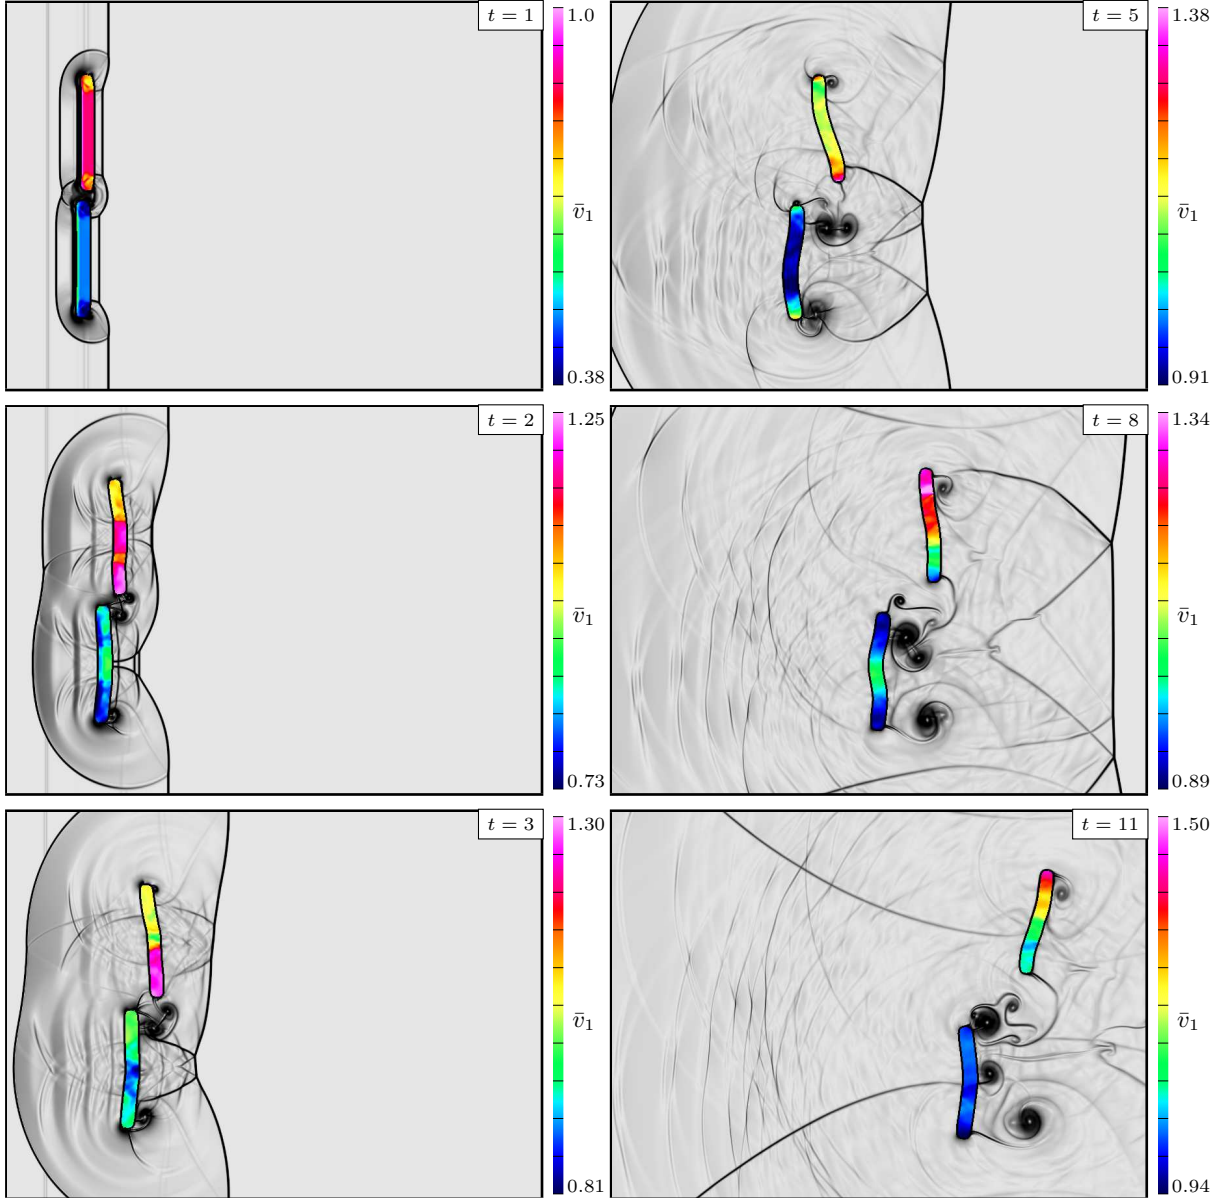 t = 1
1.0
v̄₁
0.38
t = 5
1.38
v̄₁
0.91
t = 2
1.25
v̄₁
0.73
t = 8
1.34
v̄₁
0.89
t = 3
1.30
v̄₁
0.81
t = 11
1.50
v̄₁
0.94